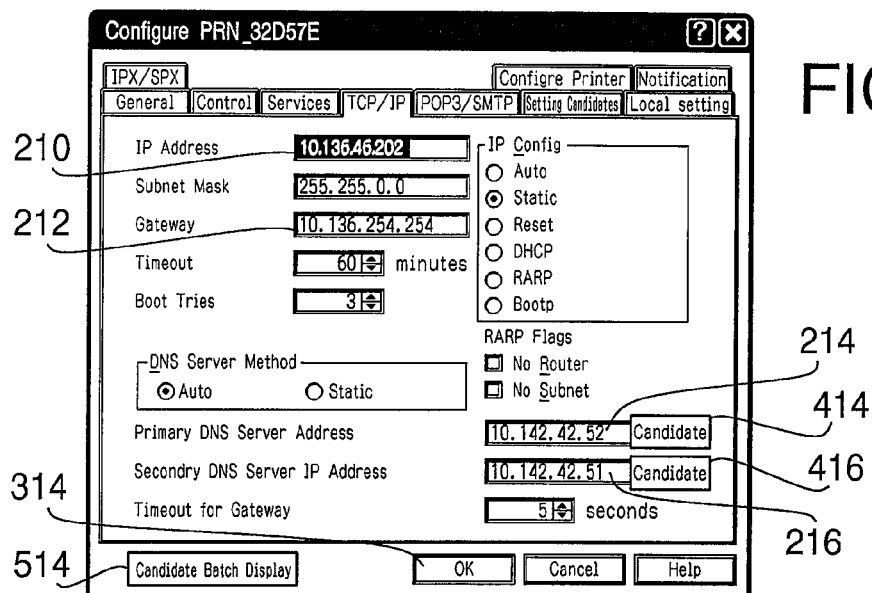 Configure PRN_32D57E
?
FIG
IPX/SPX Configre Printer Notification
General Control Services TCP/IP POP3/SMTP Setting Candidates Local setting
210 IP Address 10.136.46.202 IP Config
Auto
Subnet Mask 255.255.0.0 Static
212 Gateway 10.136.254.254 Reset
DHCP
Timeout 60 minutes
RARP
Boot Tries 3 Bootp
RARP Flags
No Router 214
DNS Server Method
No Subnet
Auto Static
414
Primary DNS Server Address 10.142.42.52 Candidate
416
Secondry DNS Server IP Address 10.142.42.51 Candidate
314
Timeout for Gateway 5 seconds
216
514 Candidate Batch Display OK Cancel Help